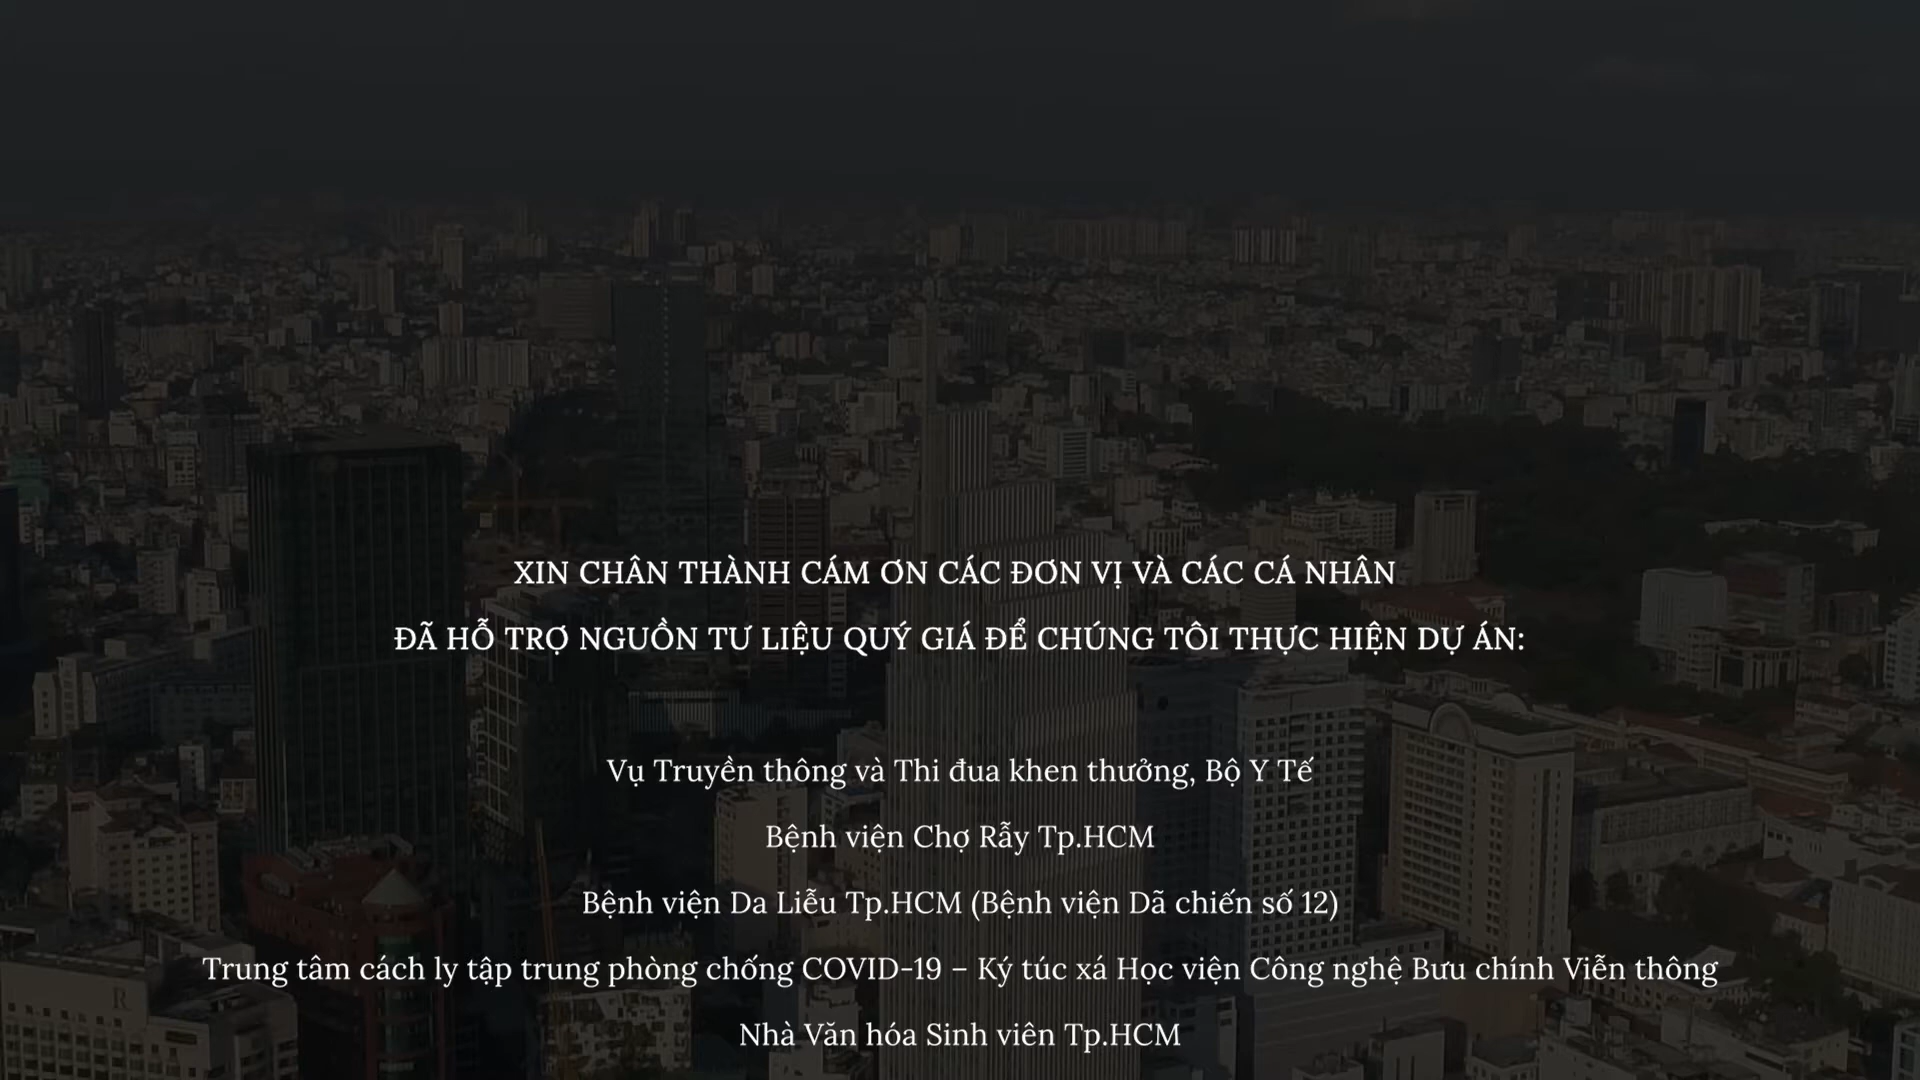 XIN CHÂN THÀNH CÁM ƠN CÁC ĐƠN VỊ VÀ CÁC CÁ NHÂN
ĐÃ HỖ TRỢ NGUỒN TƯ LIỆU QUÝ GIÁ ĐỂ CHÚNG TÔI THỰC HIỆN DỰ ÁN:
Vụ Truyền thông và Thi đua khen thưởng, Bộ Y Tế
Bệnh viện Chợ Rẫy Tp.HCM
Bệnh viện Da Liễu Tp.HCM (Bệnh viện Dã chiến số 12)
Trung tâm cách ly tập trung phòng chống COVID-19 – Ký túc xá Học viện Công nghệ Bưu chính Viễn thông
Nhà Văn hóa Sinh viên Tp.HCM